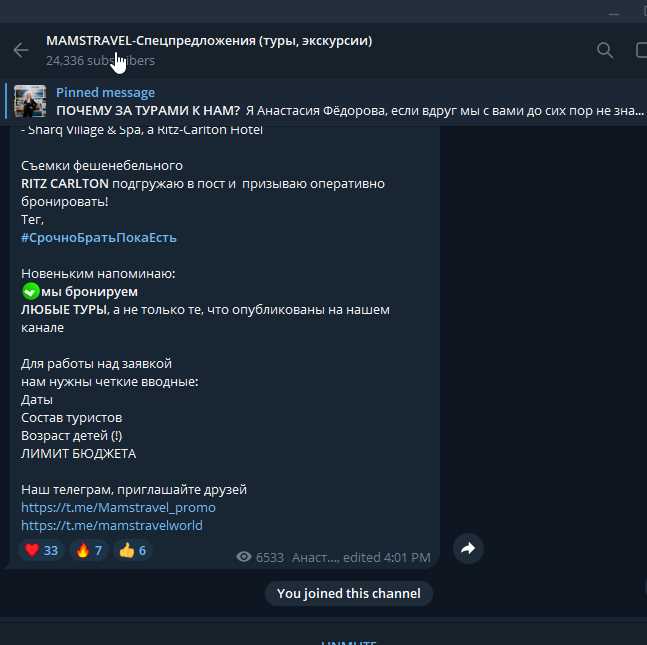 MAMSTRAVEL-Спецпредложения (туры, экскурсии)
24,336 subscribers
Pinned message
ПОЧЕМУ ЗА ТУРАМИ К НАМ? Я Анастасия Фёдорова, если вдруг мы с вами до сих пор не зна...
- Sharq Village & Spa, a Ritz-Carlton Hotel
Съемки фешенебельного
RITZ CARLTON подгружаю в пост и призываю оперативно
бронировать!
Тег,
#СрочноБратьПокаЕсть
Новеньким напоминаю:
мы бронируем
ЛЮБЫЕ ТУРЫ, а не только те, что опубликованы на нашем
канале
Для работы над заявкой
нам нужны четкие вводные:
Даты
Состав туристов
Возраст детей (!)
ЛИМИТ БЮДЖЕТА
Наш телеграм, приглашайте друзей
https://t.me/Mamstravel_promo
https://t.me/mamstravelworld
33 7 6
6533 Анаст..., edited 4:01 PM
You joined this channel
UNMUTE